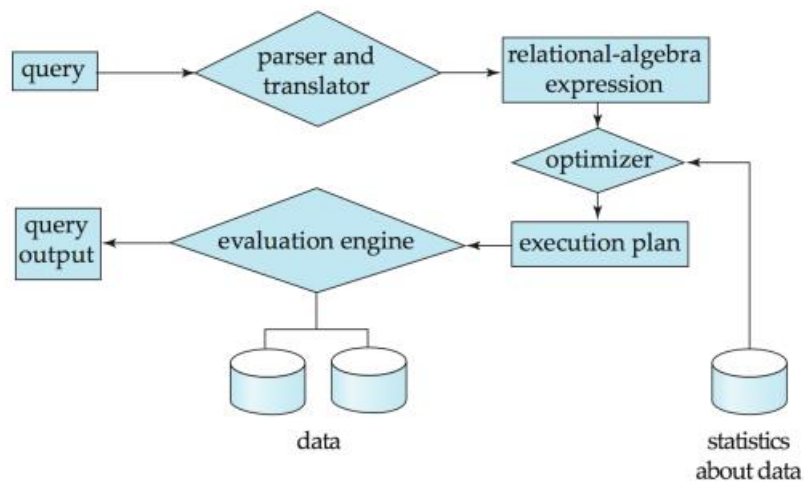 query
parser and
translator
relational-algebra
expression
optimizer
query
output
evaluation engine
execution plan
data
statistics
about data